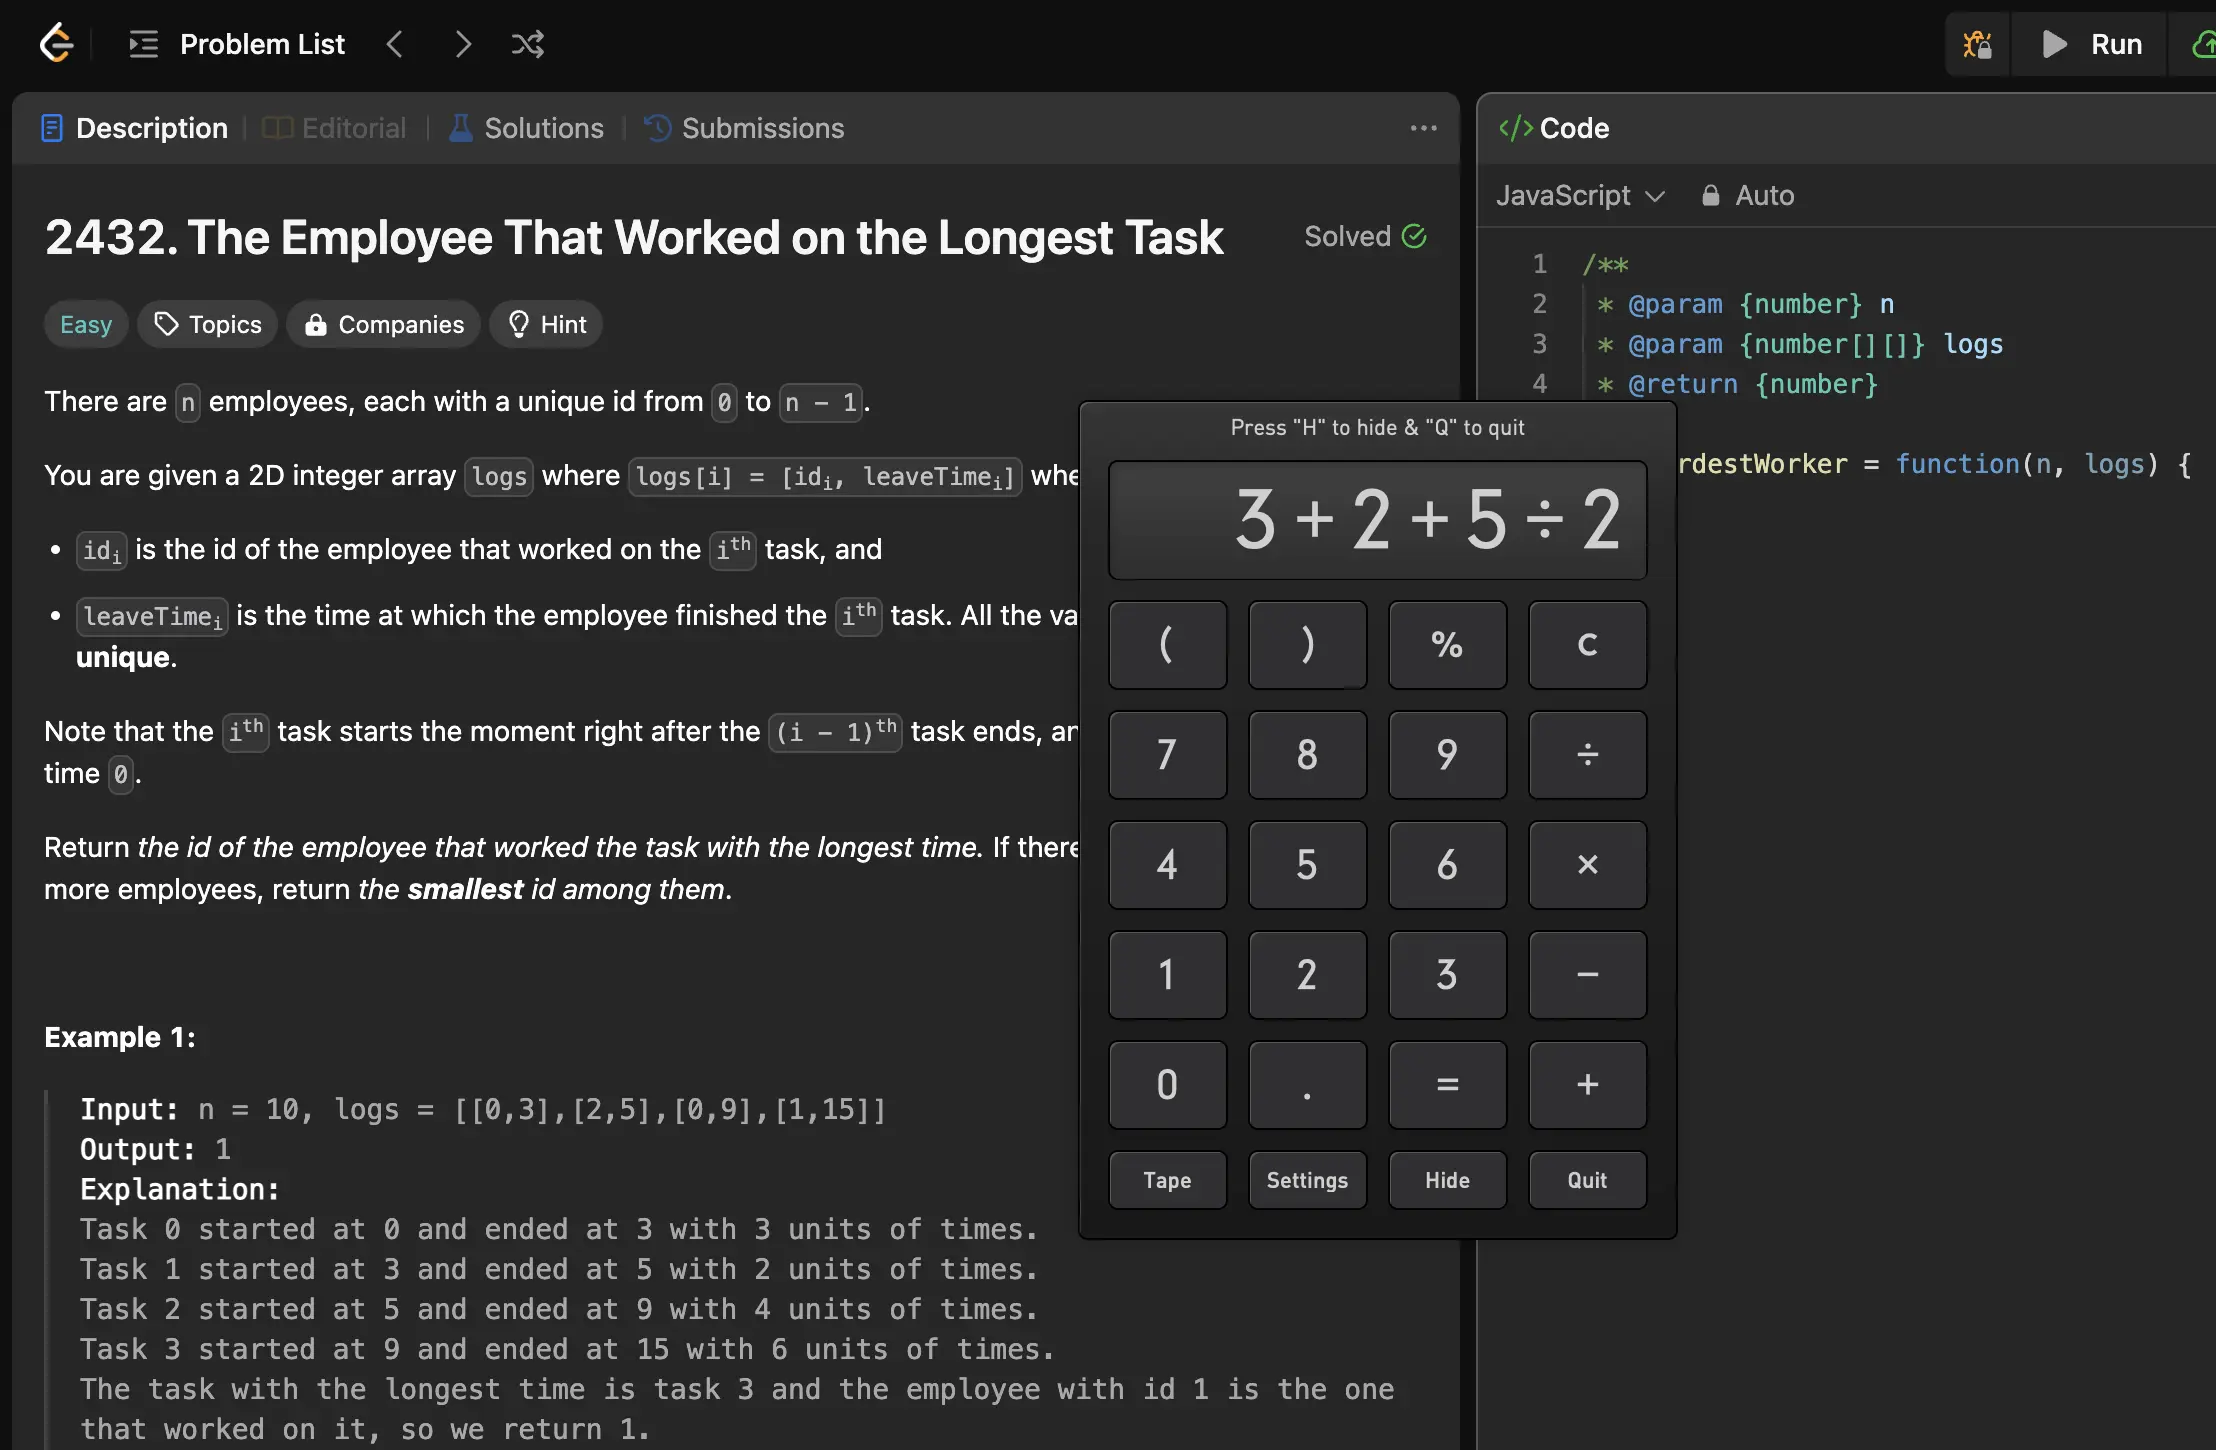 Problem List
Run
Description
Editorial
Solutions
Submissions
2432. The Employee That Worked on the Longest Task
Solved
Easy
Topics
Companies
Hint
There are n employees, each with a unique id from 0 to n - 1.
You are given a 2D integer array logs where logs[i] = [idi, leaveTimei]
• idi is the id of the employee that worked on the ith task, and
• leaveTimei is the time at which the employee finished the ith task. All the
unique.
Note that the ith task starts the moment right after the (i - 1)th task ends,
time 0.
Return the id of the employee that worked the task with the longest time. If there
more employees, return the smallest id among them.
Example 1:
Input: n = 10, logs = [[0,3],[2,5],[0,9],[1,15]]
Output: 1
Explanation:
Task 0 started at 0 and ended at 3 with 3 units of times.
Task 1 started at 3 and ended at 5 with 2 units of times.
Task 2 started at 5 and ended at 9 with 4 units of times.
Task 3 started at 9 and ended at 15 with 6 units of times.
The task with the longest time is task 3 and the employee with id 1 is the one
that worked on it, so we return 1.
Press "H" to hide & "Q" to quit
3+2+5÷2
( ) % C
7 8 9 ÷
4 5 6 ×
1 2 3 −
0 . = +
Tape Settings Hide Quit
</> Code
JavaScript
Auto
1 /**
2 * @param {number} n
3 * @param {number[][]} logs
4 * @return {number}
rdestWorker = function(n, logs) {